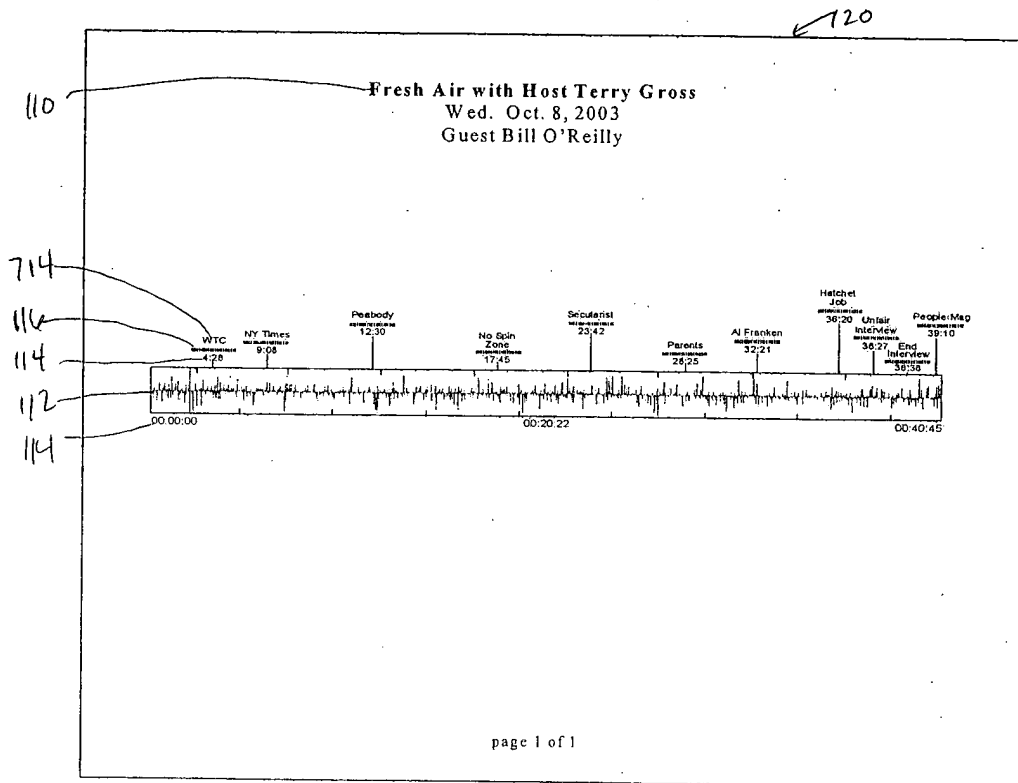 120
110
Fresh Air with Host Terry Gross
Wed. Oct. 8, 2003
Guest Bill O'Reilly
714
116
114
112
114
WTC
4:28
NY Times
9:08
Peabody
12:30
No Spin
Zone
17:45
Secularist
23:42
Parents
28:25
Al Franken
32:21
Hatchet
Job
36:20
Unfair
Interview
End
Interview
38:38
People Mag
39:10
00:00:00
00:20:22
00:40:45
page 1 of 1